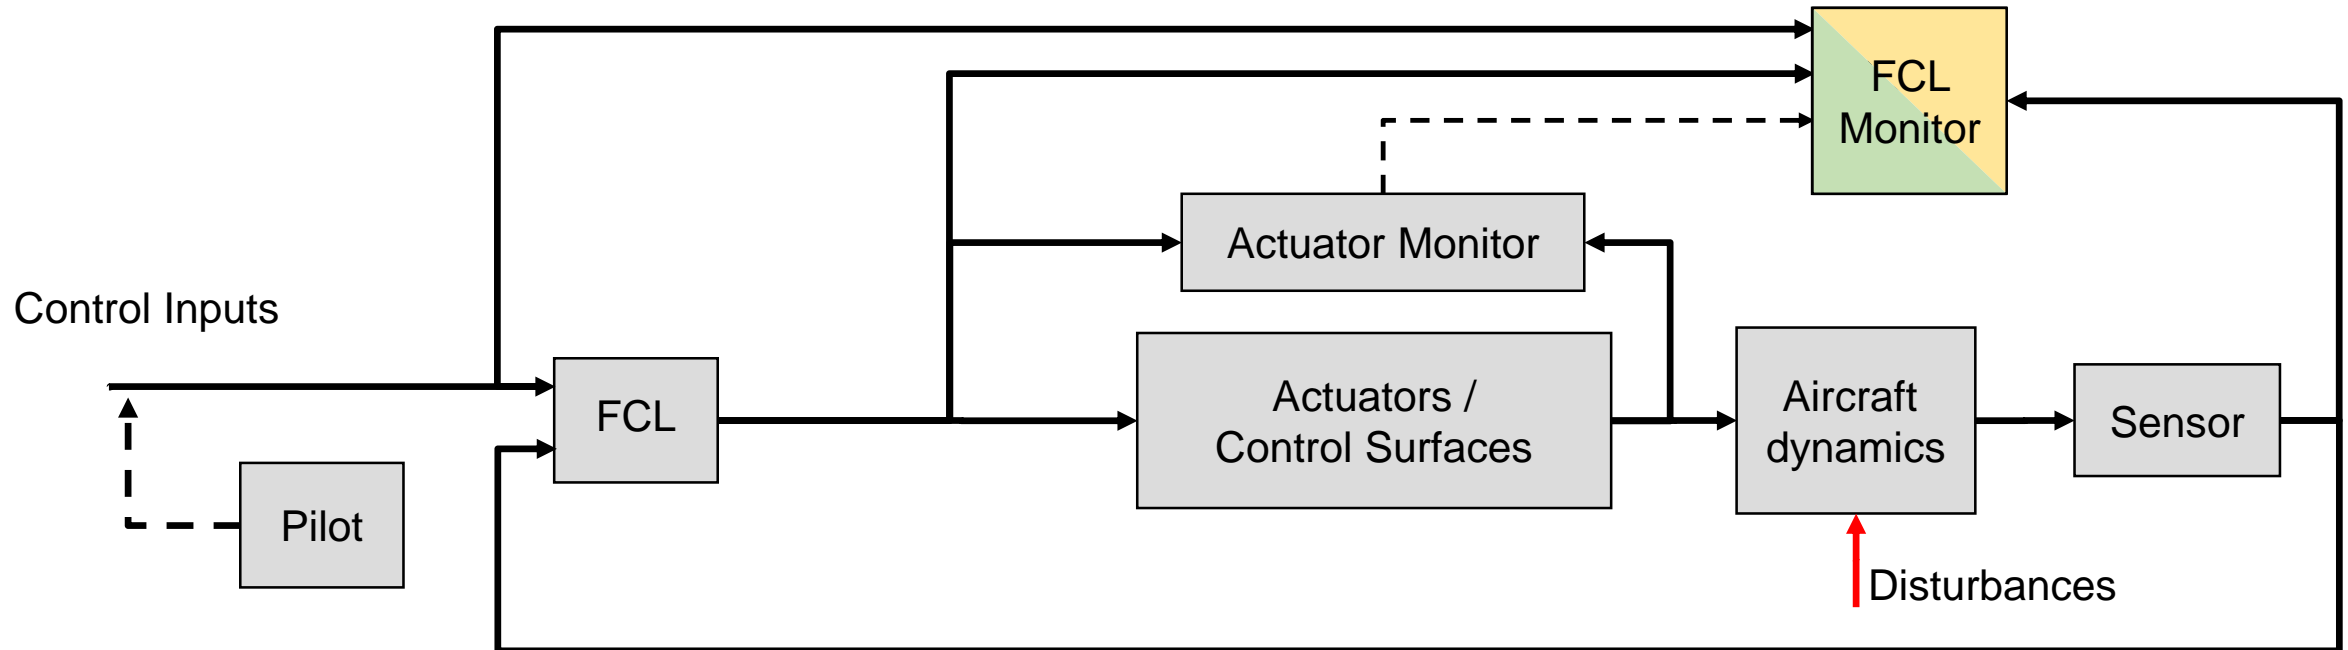 FCL
Monitor
Actuator Monitor
Control Inputs
FCL
Actuators /
Control Surfaces
Aircraft
dynamics
Sensor
Pilot
Disturbances